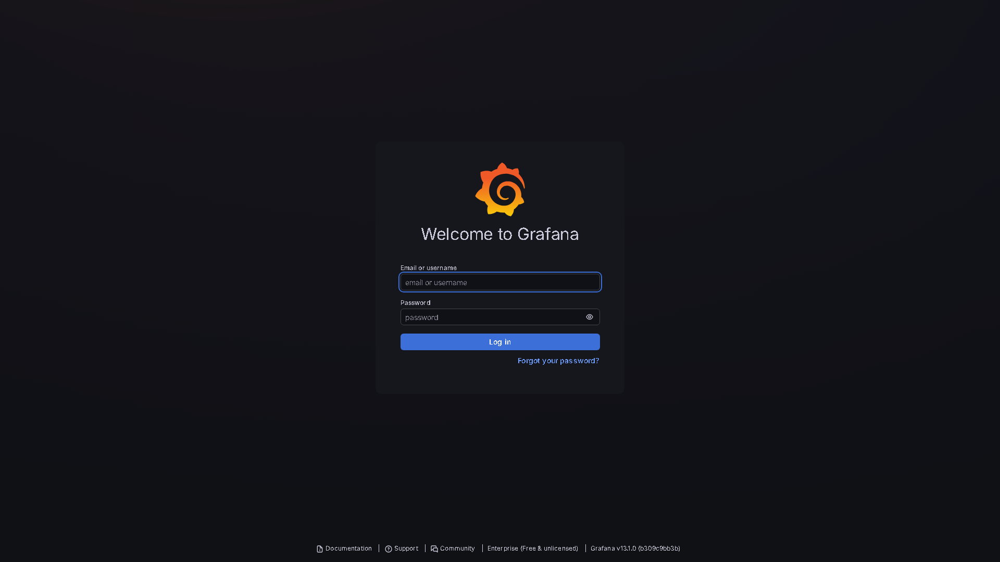 Welcome to Grafana
Email or username
email or username
Password
password
Log in
Forgot your password?
Documentation | Support | Community | Enterprise (Free & unlicensed) | Grafana v13.1.0 (b309c9bb3b)